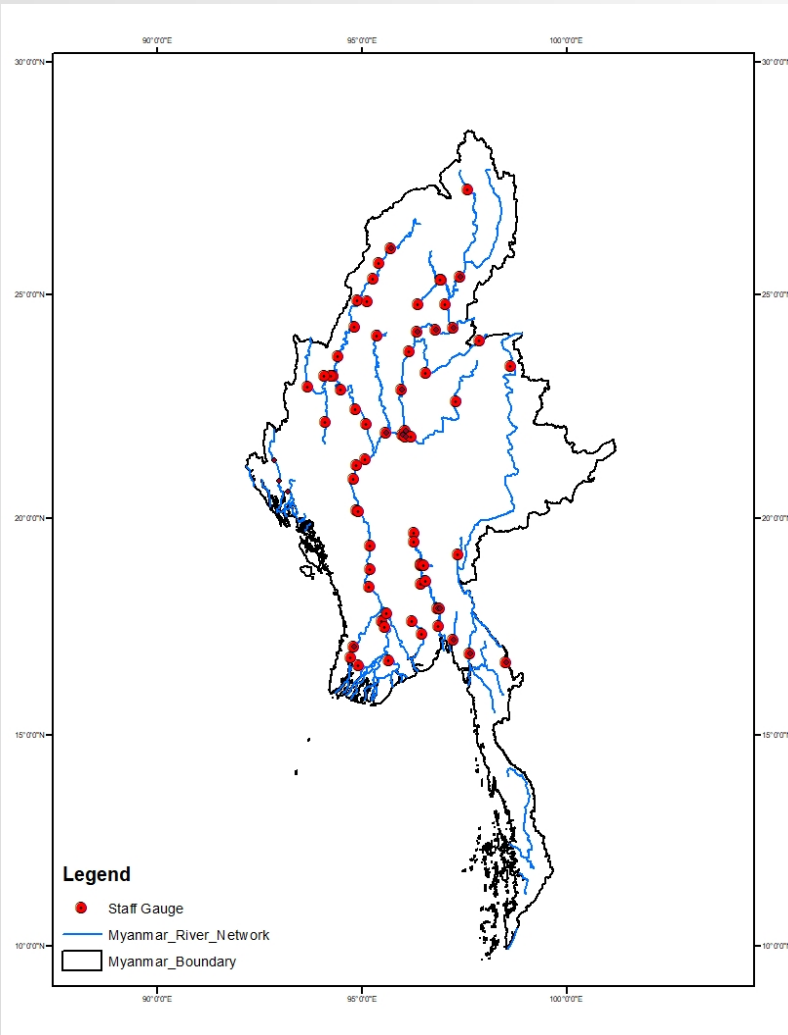 90°0'0"E 95°0'0"E 100°0'0"E
30°0'0"N 30°0'0"N
25°0'0"N 25°0'0"N
20°0'0"N 20°0'0"N
15°0'0"N 15°0'0"N
Legend
Staff Gauge
Myanmar_River_Network
10°0'0"N 10°0'0"N
Myanmar_Boundary
90°0'0"E 95°0'0"E 100°0'0"E